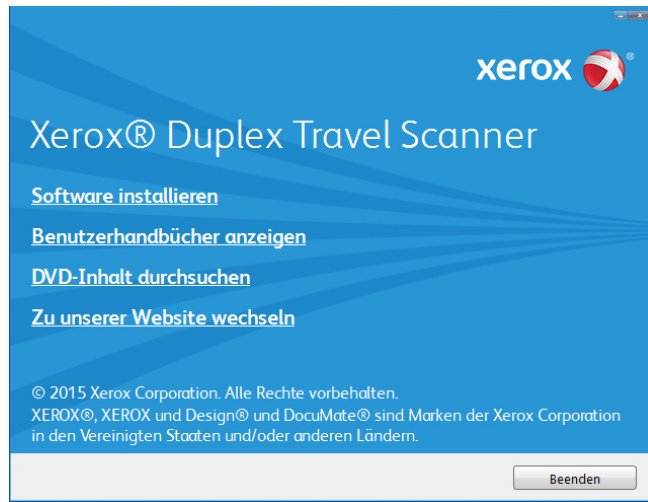 xerox ®
Xerox® Duplex Travel Scanner
Software installieren
Benutzerhandbücher anzeigen
DVD-Inhalt durchsuchen
Zu unserer Website wechseln
© 2015 Xerox Corporation. Alle Rechte vorbehalten.
XEROX®, XEROX und Design® und DocuMate® sind Marken der Xerox Corporation
in den Vereinigten Staaten und/oder anderen Ländern.
Beenden